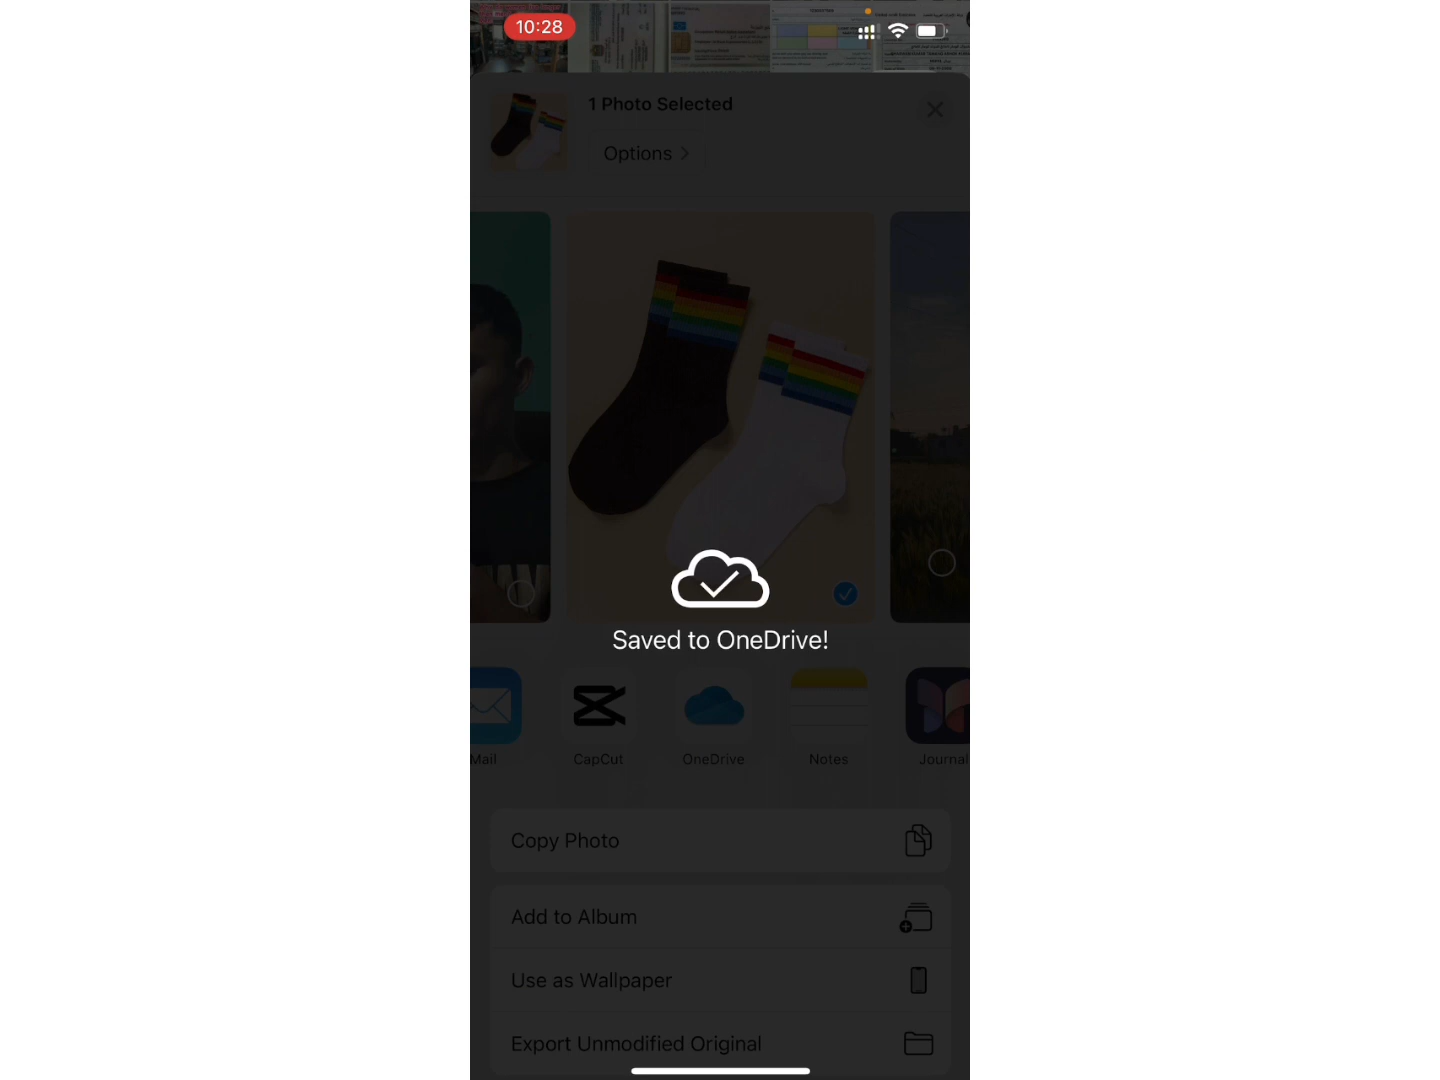 10:28
1 Photo Selected
Options
Saved to OneDrive!
Mail
CapCut
OneDrive
Notes
Journal
Copy Photo
Add to Album
Use as Wallpaper
Export Unmodified Original